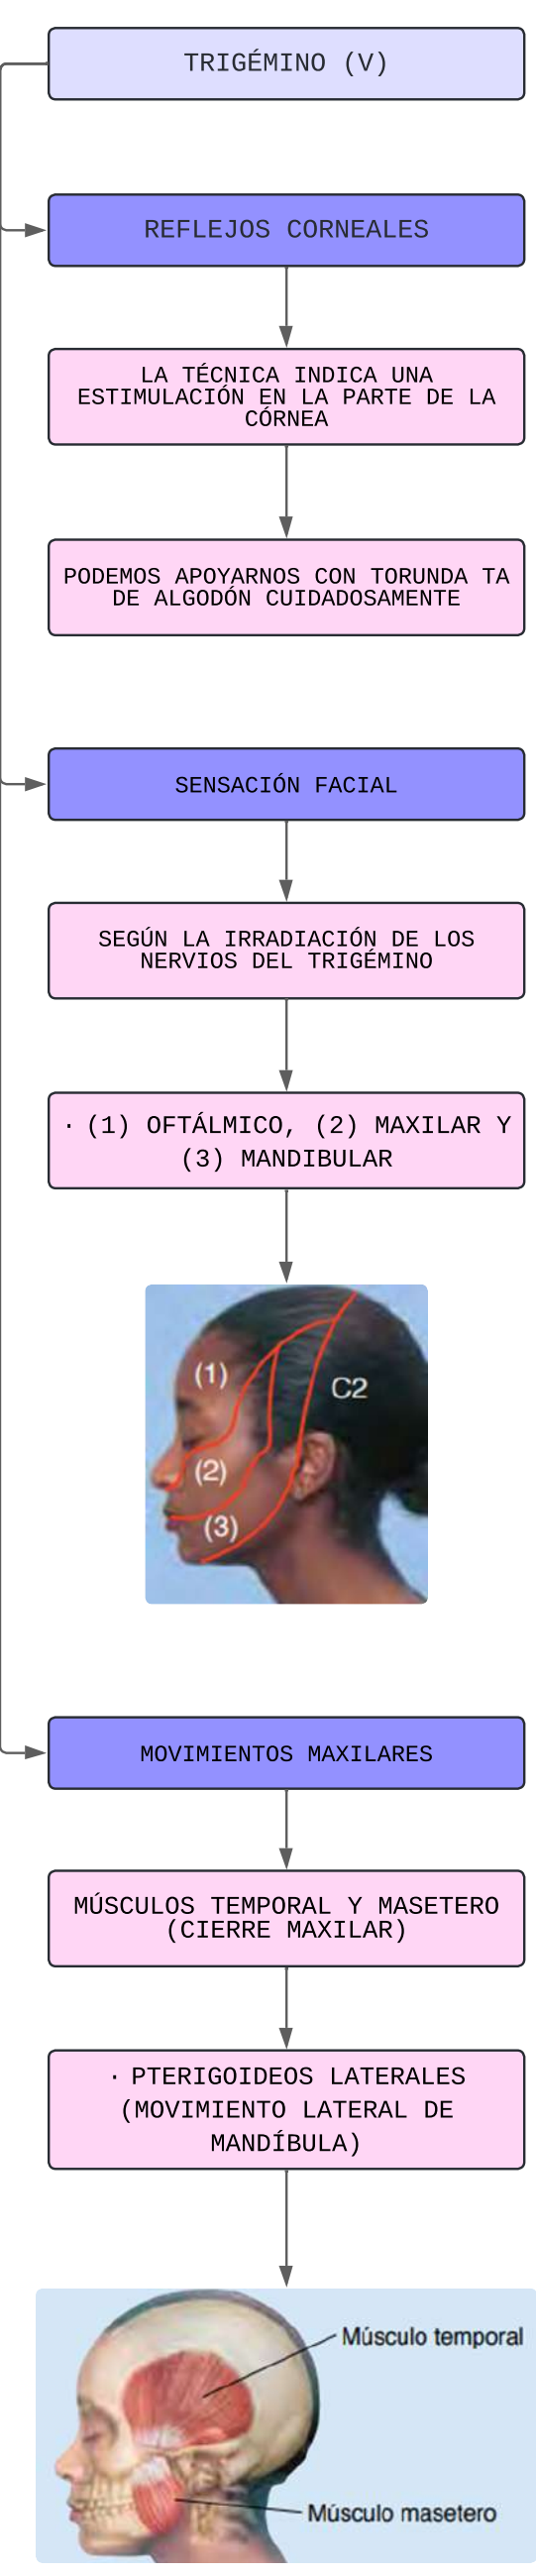 TRIGÉMINO (V)
REFLEJOS CORNEALES
LA TÉCNICA INDICA UNA
ESTIMULACIÓN EN LA PARTE DE LA
CÓRNEA
PODEMOS APOYARNOS CON TORUNDA TA
DE ALGODÓN CUIDADOSAMENTE
SENSACIÓN FACIAL
SEGÚN LA IRRADIACIÓN DE LOS
NERVIOS DEL TRIGÉMINO
· (1) OFTÁLMICO, (2) MAXILAR Y
(3) MANDIBULAR
(1)
C2
(2)
(3)
MOVIMIENTOS MAXILARES
MÚSCULOS TEMPORAL Y MASETERO
(CIERRE MAXILAR)
· PTERIGOIDEOS LATERALES
(MOVIMIENTO LATERAL DE
MANDÍBULA)
Músculo temporal
Músculo masetero